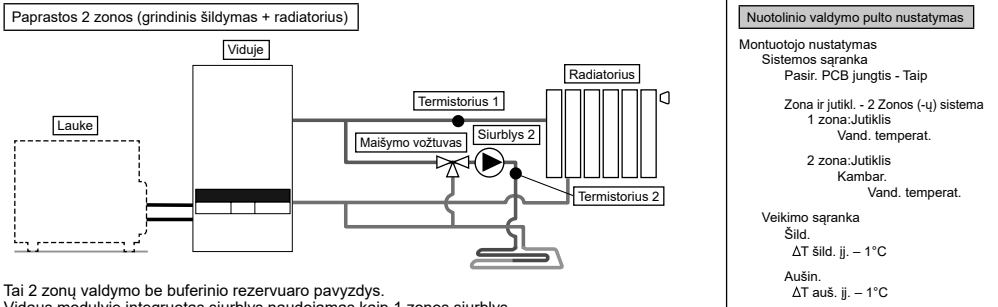 Paprastos 2 zonos (grindinis šildymas + radiatorius)
Viduje
Radiatorius
Termistorius 1
Lauke
Siurblys 2
Maišymo vožtuvas
Termistorius 2
Tai 2 zonų valdymo be buferinio rezervuaro pavyzdys.
Vidaus modulyje integruotas siurblys naudojamas kaip 1 zonos siurblys.
Nuotolinio valdymo pulto nustatymas
Montuotojo nustatymas
Sistemos sąranka
Pasir. PCB jungtis - Taip
Zona ir jutikl. - 2 Zonos (-ų) sistema
1 zona:Jutiklis
Vand. temperat.
2 zona:Jutiklis
Kambar.
Vand. temperat.
Veikimo sąranka
Šild.
ΔT šild. įj. – 1°C
Aušin.
ΔT auš. įj. – 1°C